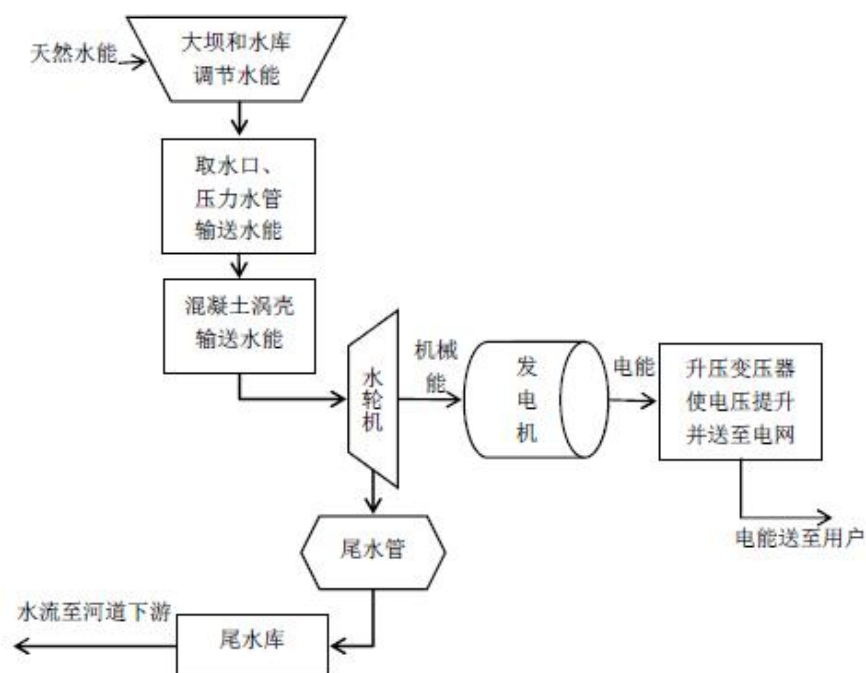 天然水能
大坝和水库
调节水能
取水口、
压力水管
输送水能
混凝土涡壳
输送水能
水轮机
机械
能
发
电
机
电能
升压变压器
使电压提升
并送至电网
电能送至用户
尾水管
水流至河道下游
尾水库